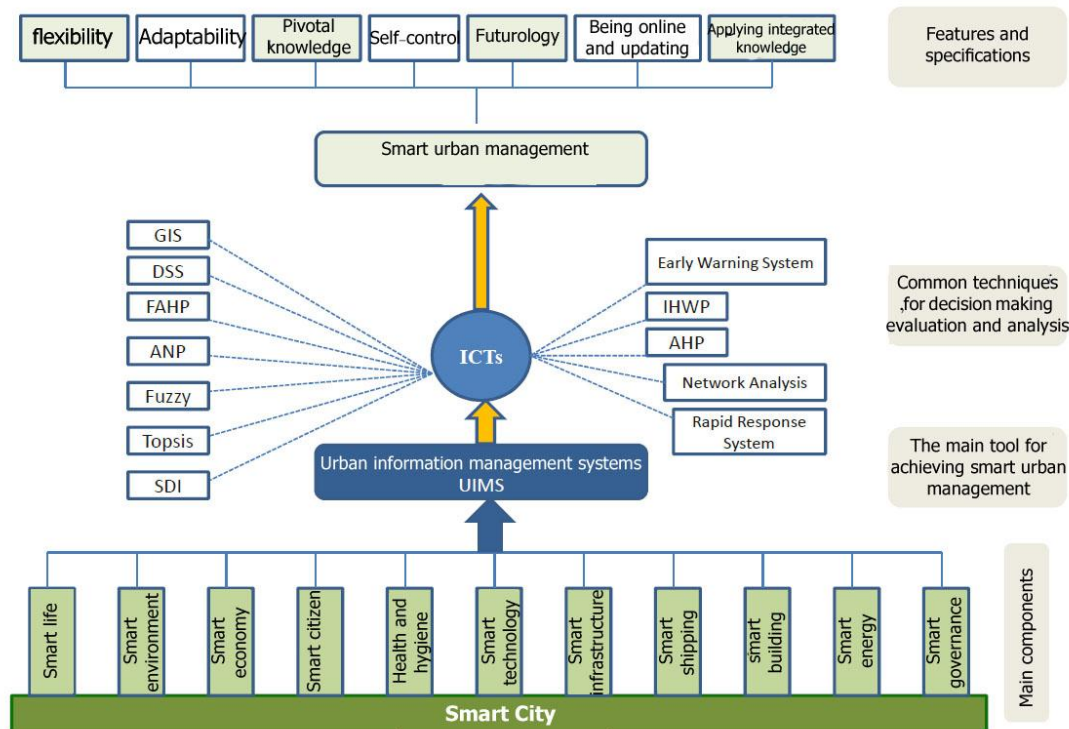 flexibility
Adaptability
Pivotal
knowledge
Self-control
Futurology
Being online
and updating
Applying integrated
knowledge
Features and
specifications
Smart urban management
GIS
DSS
FAHP
ANP
Fuzzy
Topsis
SDI
ICTs
Early Warning System
IHWP
AHP
Network Analysis
Rapid Response
System
Common techniques
,for decision making
evaluation and analysis
Urban information management systems
UIMS
The main tool for
achieving smart urban
management
Smart life
Smart
environment
Smart
economy
Smart citizen
Health and
hygiene
Smart
technology
Smart
infrastructure
Smart
shipping
smart
building
Smart
energy
Smart
governance
Main components
Smart City